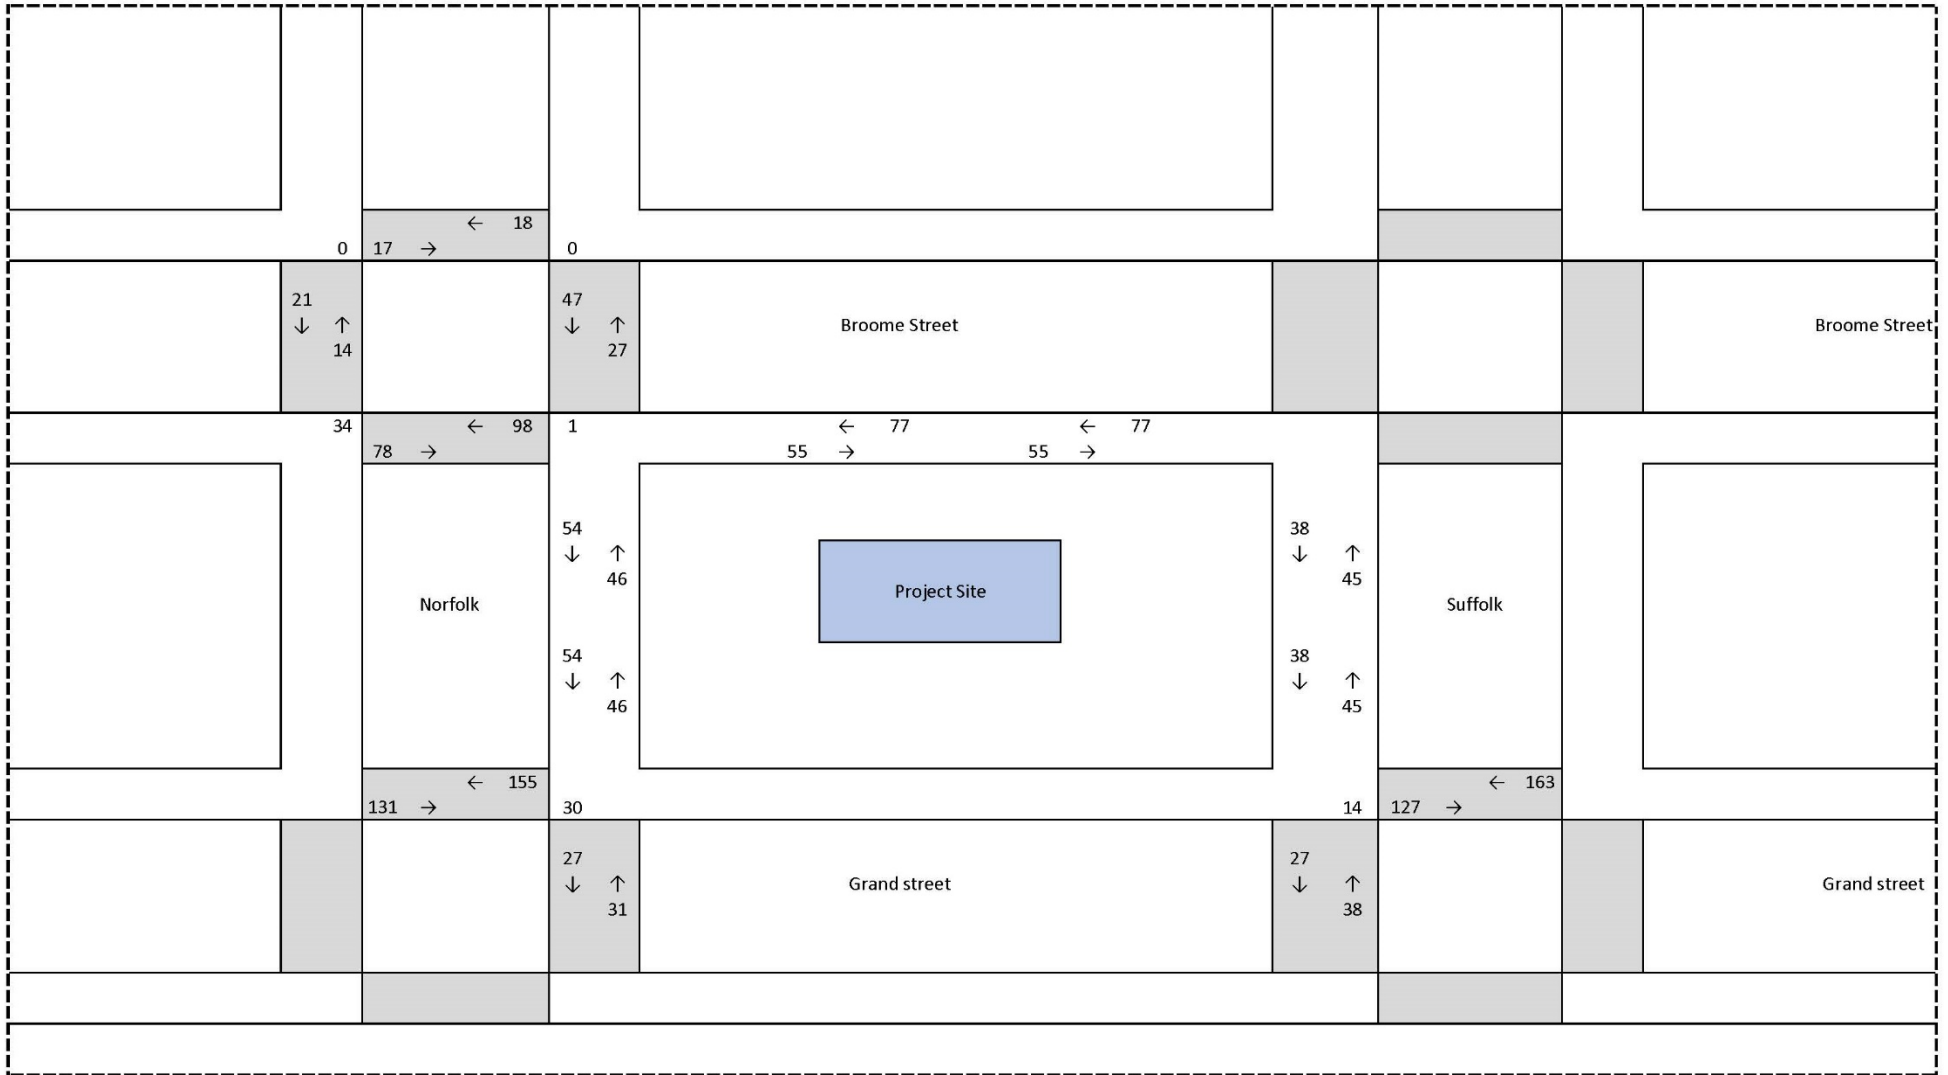 ← 18
0 17 → 0
21 47
↓ ↑ ↓ ↑ Broome Street Broome Street
14 27
34 ← 98 1 ← 77 ← 77
78 → 55 → 55 →
54 38
↓ ↑ ↓ ↑
46 45
Project Site
Norfolk Suffolk
54 38
↓ ↑ ↓ ↑
46 45
← 155 ← 163
131 → 30 14 127 →
27 27
↓ ↑ Grand street ↓ ↑ Grand street
31 38